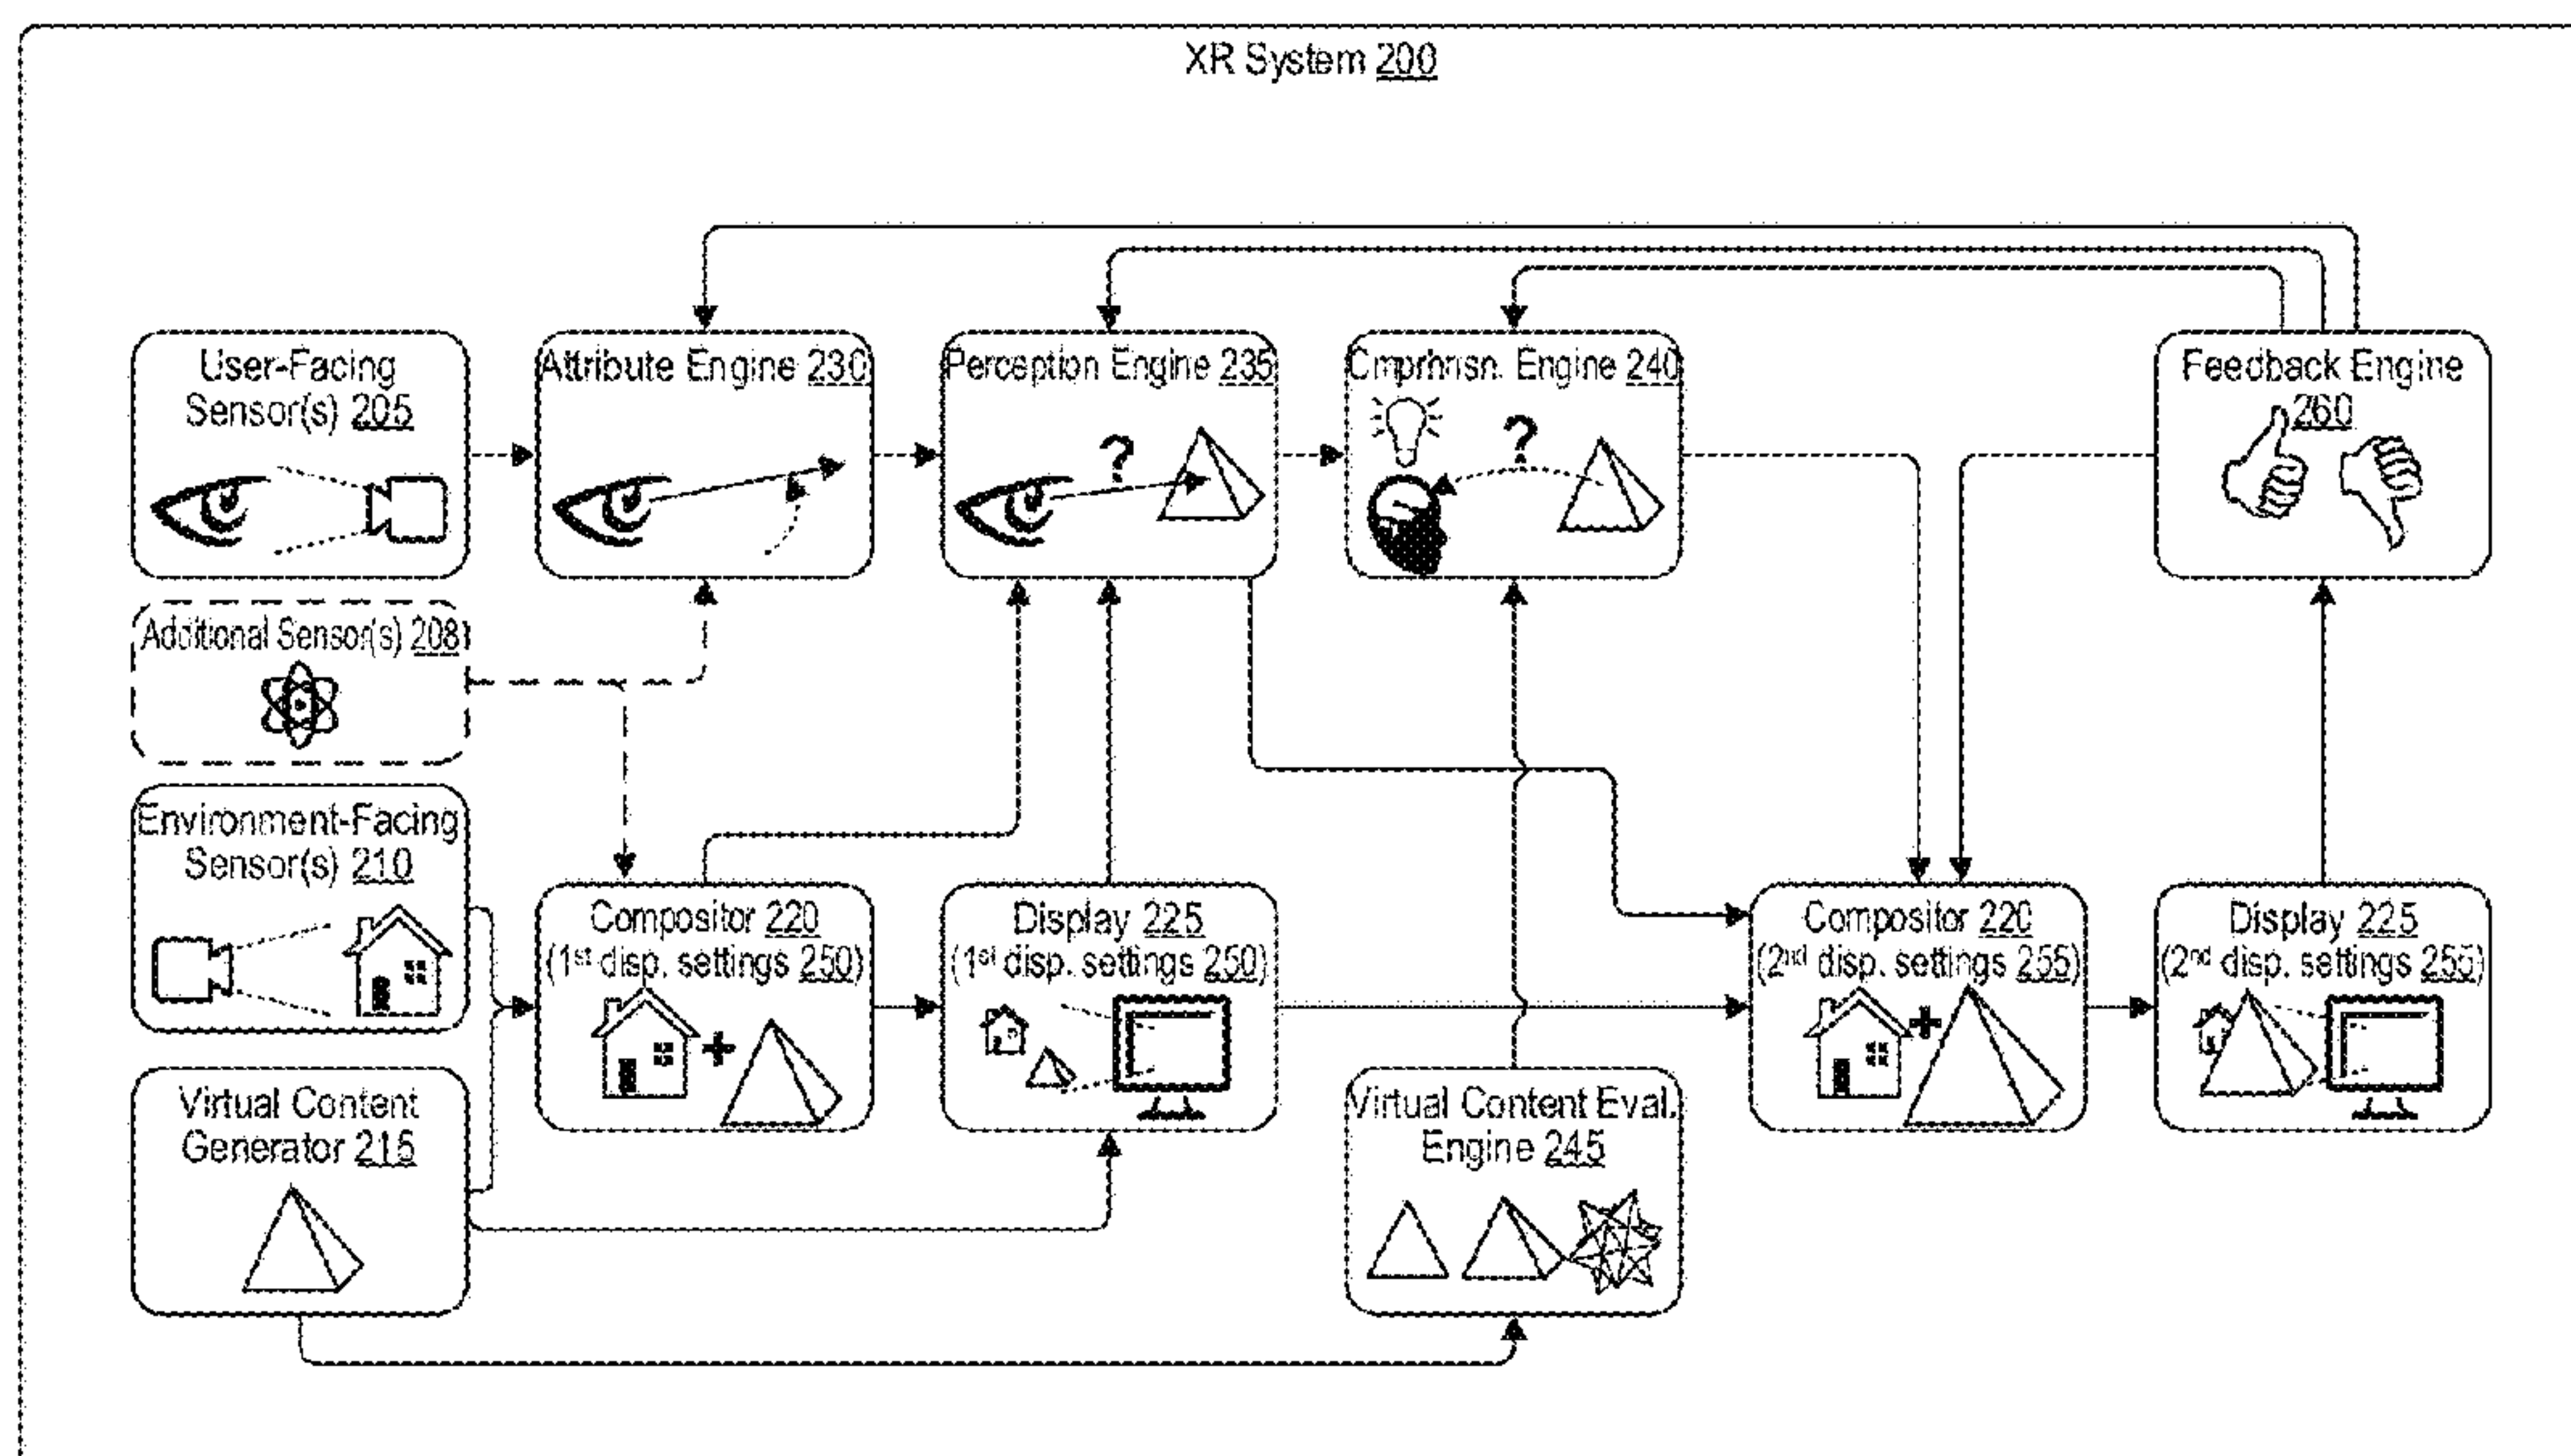 XR System 200
User-Facing
Sensor(s) 205
Attribute Engine 230
Perception Engine 235
?
Cmprhnsn. Engine 240
?
Feedback Engine
260
Additional Sensor(s) 208
Environment-Facing
Sensor(s) 210
Compositor 220
(1st disp. settings 250)
+
Display 225
(1st disp. settings 250)
Compositor 220
(2nd disp. settings 255)
+
Display 225
(2nd disp. settings 255)
Virtual Content
Generator 215
Virtual Content Eval.
Engine 245